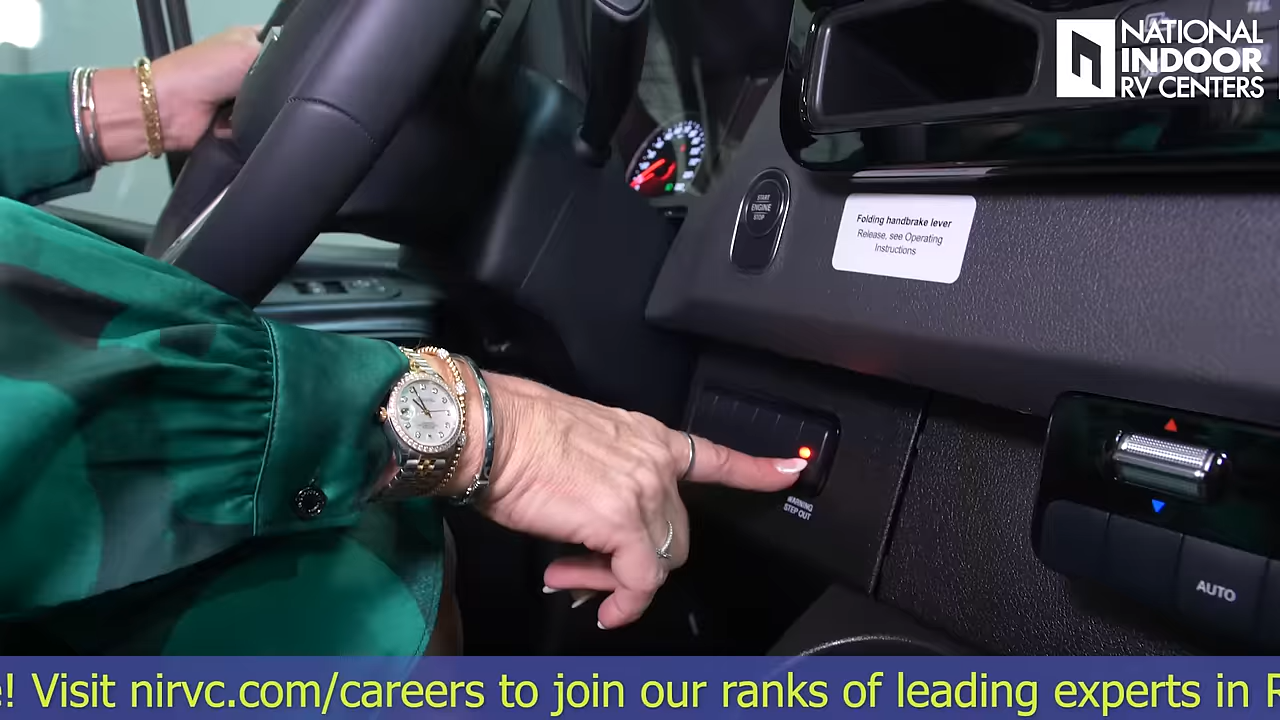 NATIONAL
INDOOR
RV CENTERS
START
ENGINE
STOP
Folding handbrake lever
Release, see Operating
Instructions
WARNING
STEP OUT
AUTO
TEL
e! Visit nirvc.com/careers to join our ranks of leading experts in R